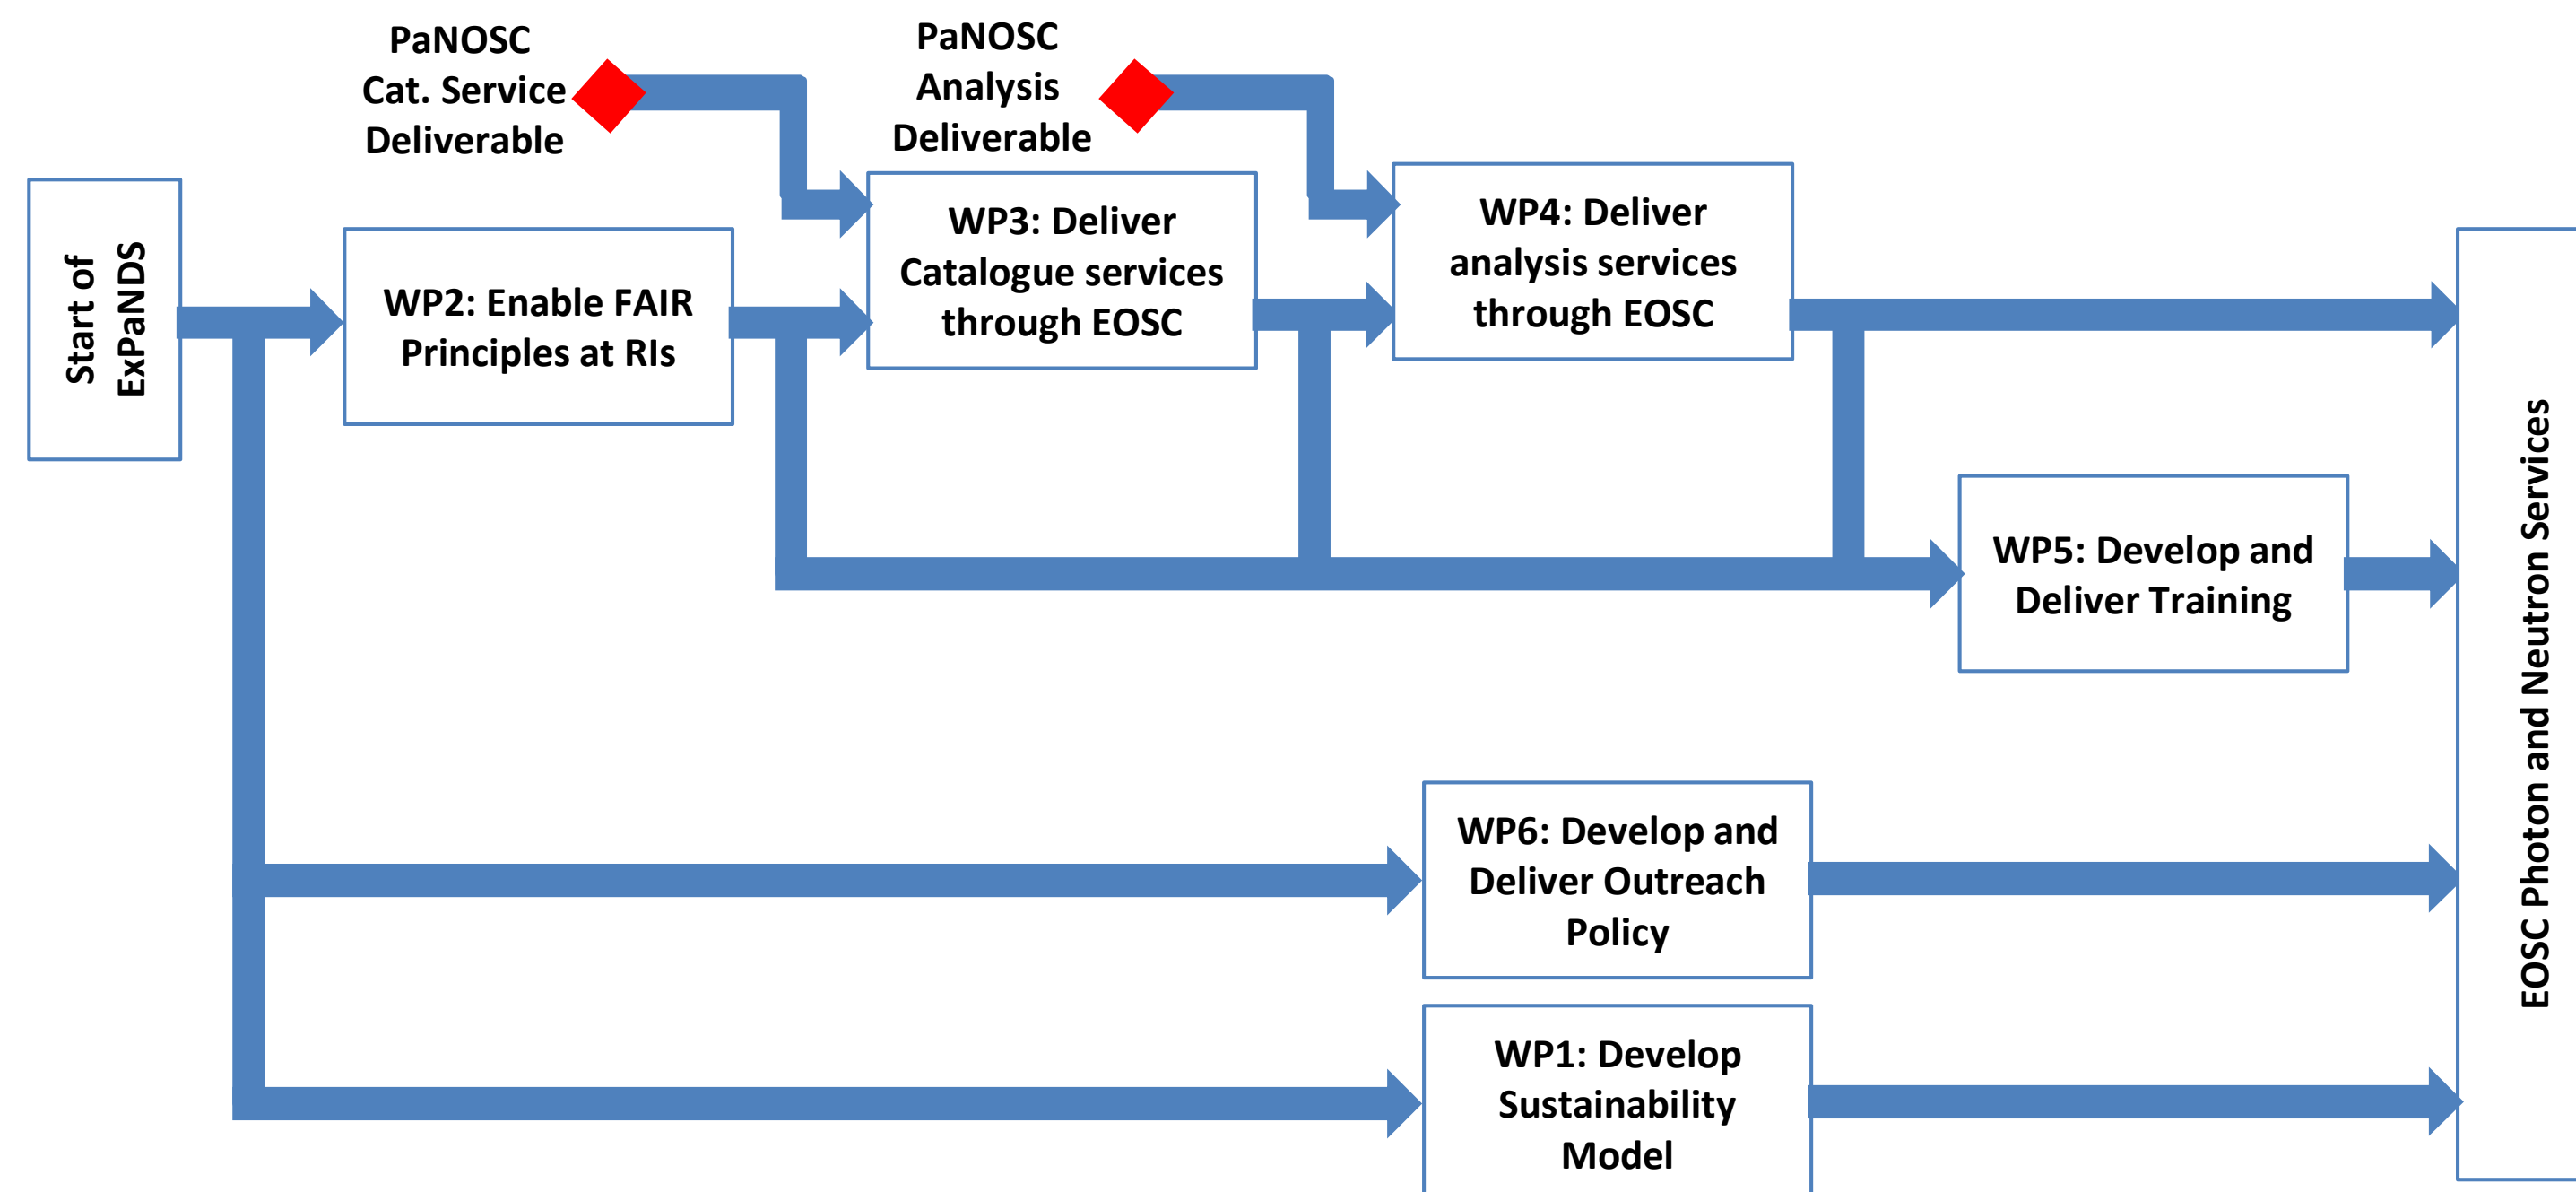 PaNOSC
Cat. Service
Deliverable
PaNOSC
Analysis
Deliverable
Start of
ExPaNDS
WP2: Enable FAIR
Principles at RIs
WP3: Deliver
Catalogue services
through EOSC
WP4: Deliver
analysis services
through EOSC
WP5: Develop and
Deliver Training
WP6: Develop and
Deliver Outreach
Policy
WP1: Develop
Sustainability
Model
EOSC Photon and Neutron Services